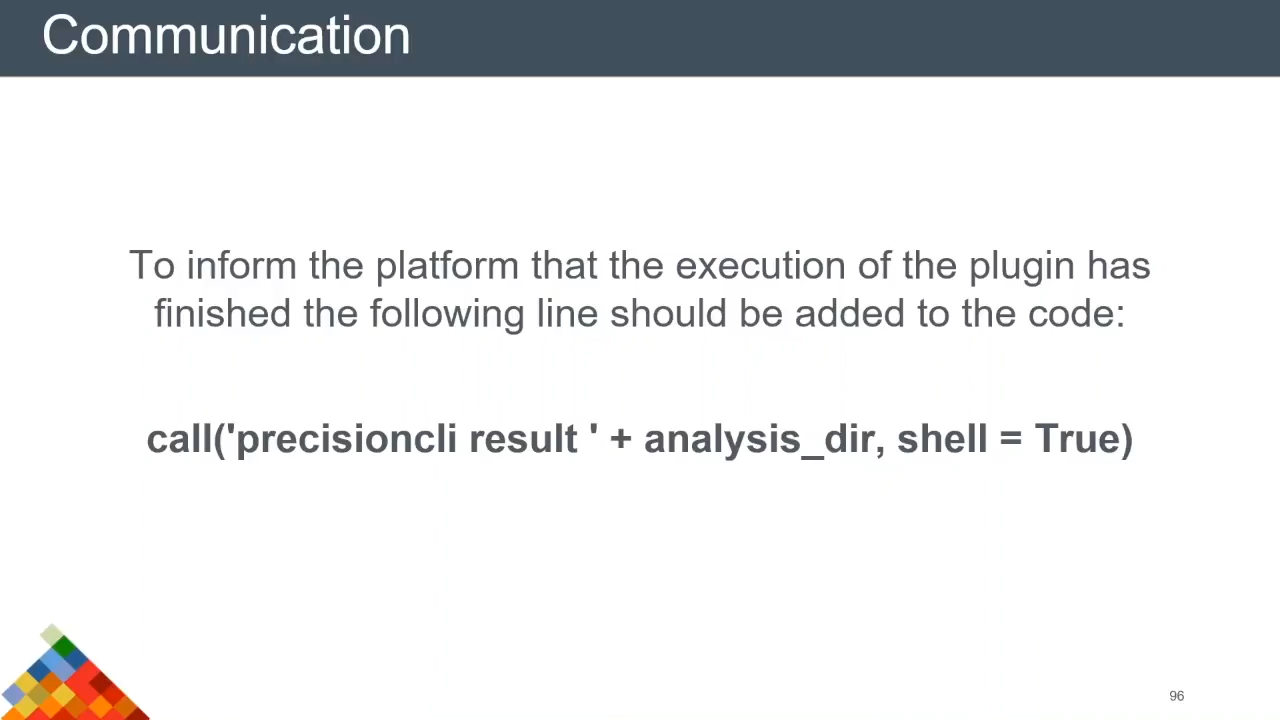 Communication
To inform the platform that the execution of the plugin has
finished the following line should be added to the code:
call('precisioncli result ' + analysis_dir, shell = True)
96